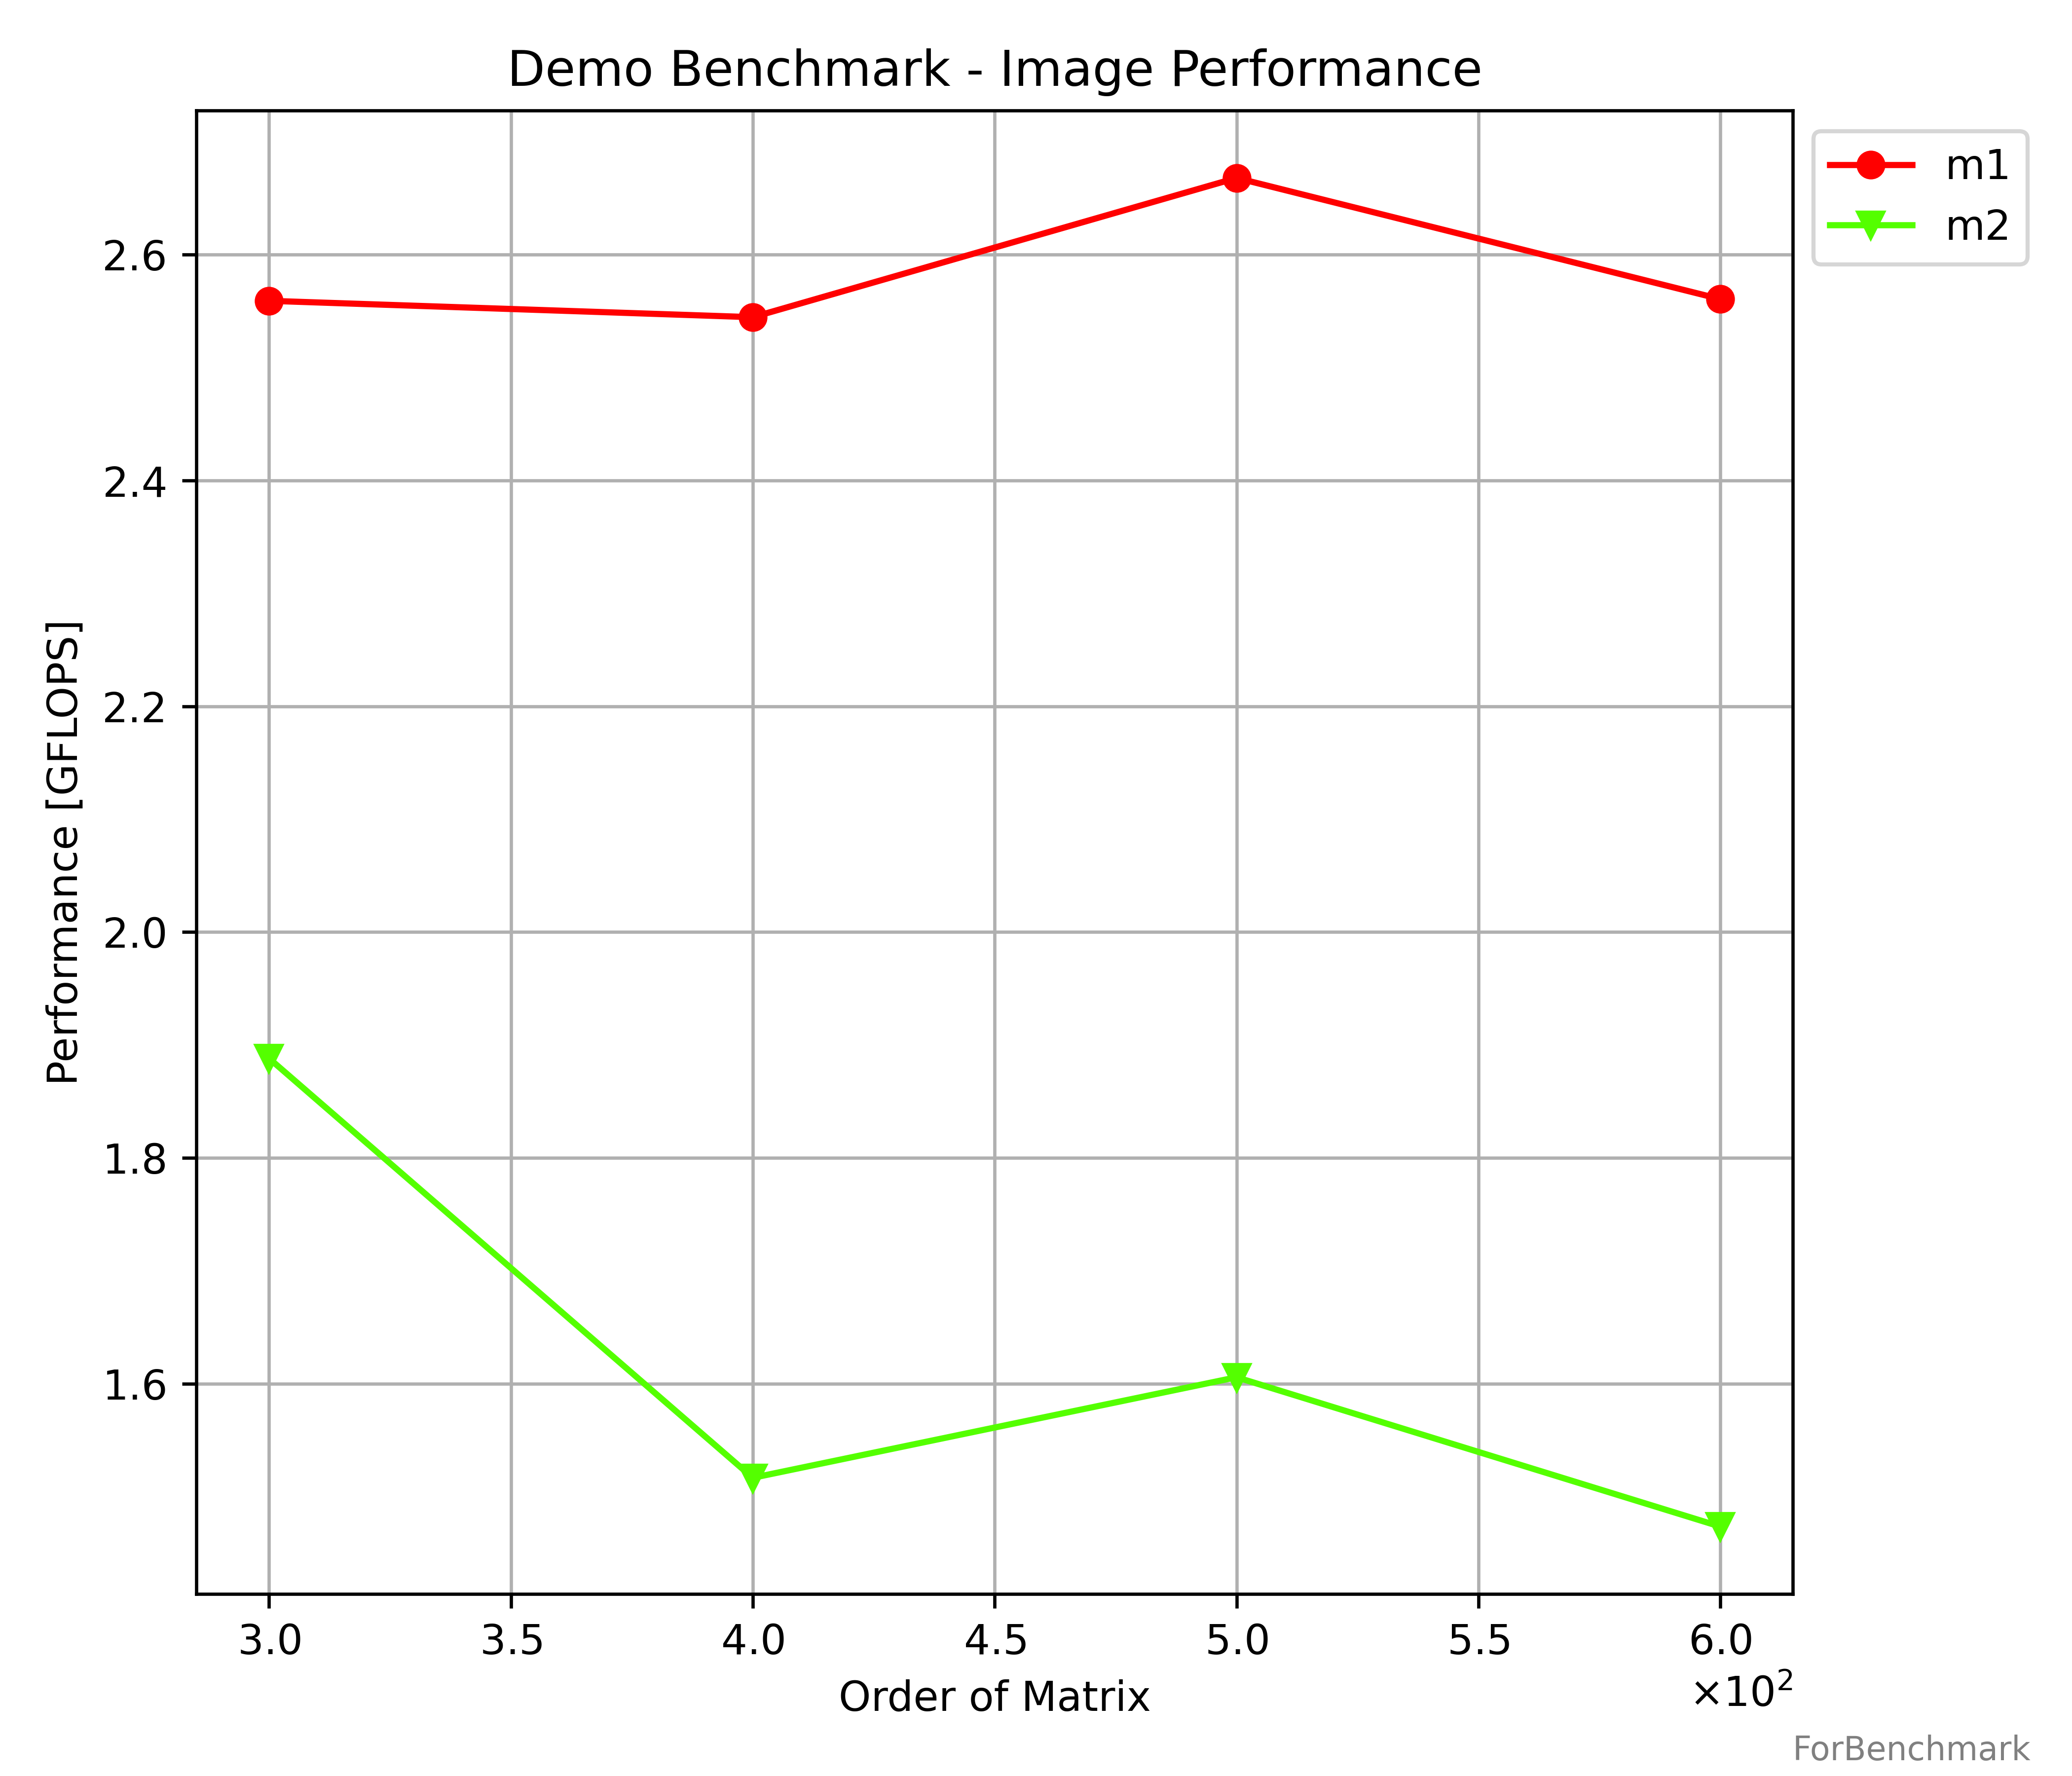 Demo Benchmark - Image Performance
m1
m2
2.6
2.4
2.2
2.0
1.8
1.6
Performance [GFLOPS]
3.0 3.5 4.0 4.5 5.0 5.5 6.0
×10²
Order of Matrix
ForBenchmark